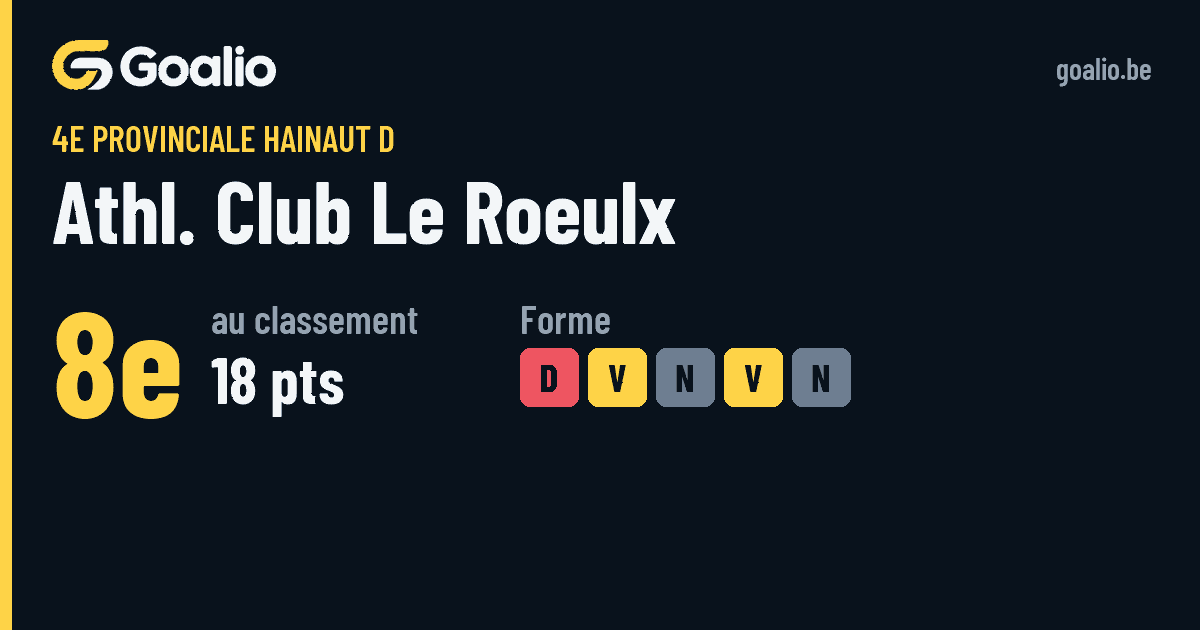 Goalio
goalio.be
4E PROVINCIALE HAINAUT D
Athl. Club Le Roeulx
8e
au classement
18 pts
Forme
D V N V N